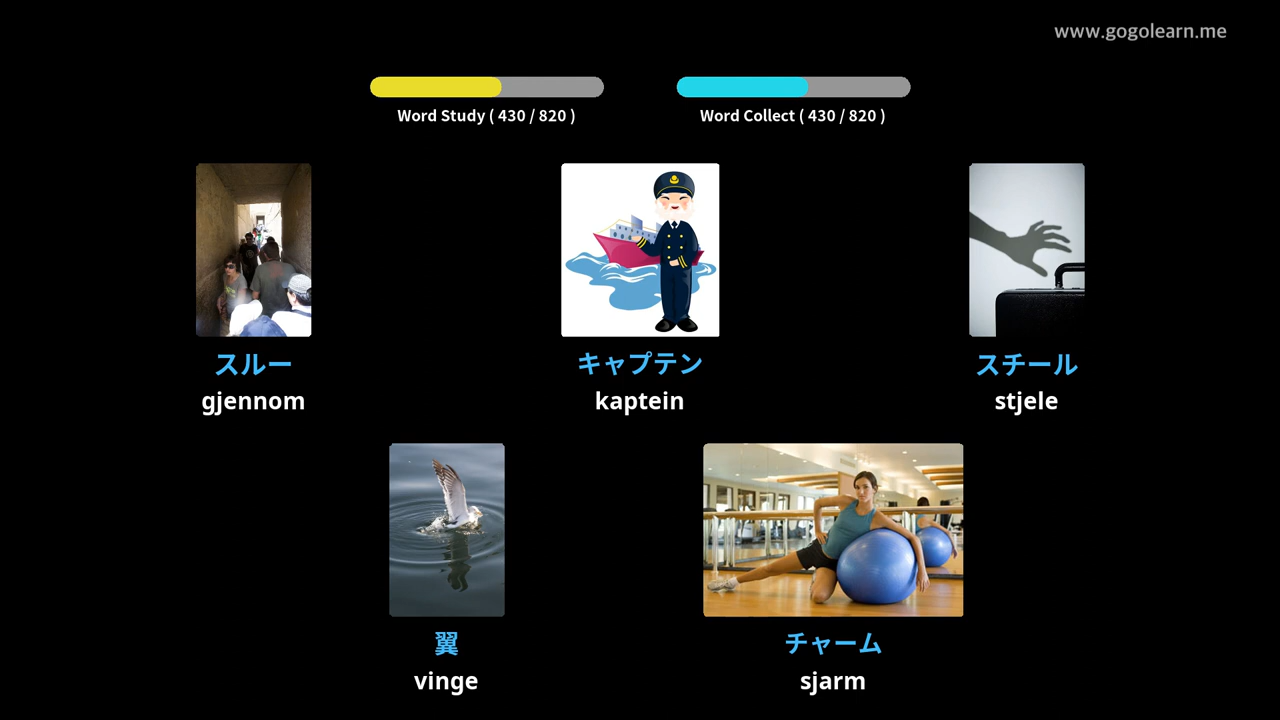 www.gogolearn.me
Word Study ( 430 / 820 )
Word Collect ( 430 / 820 )
スルー
gjennom
キャプテン
kaptein
スチール
stjele
翼
vinge
チャーム
sjarm